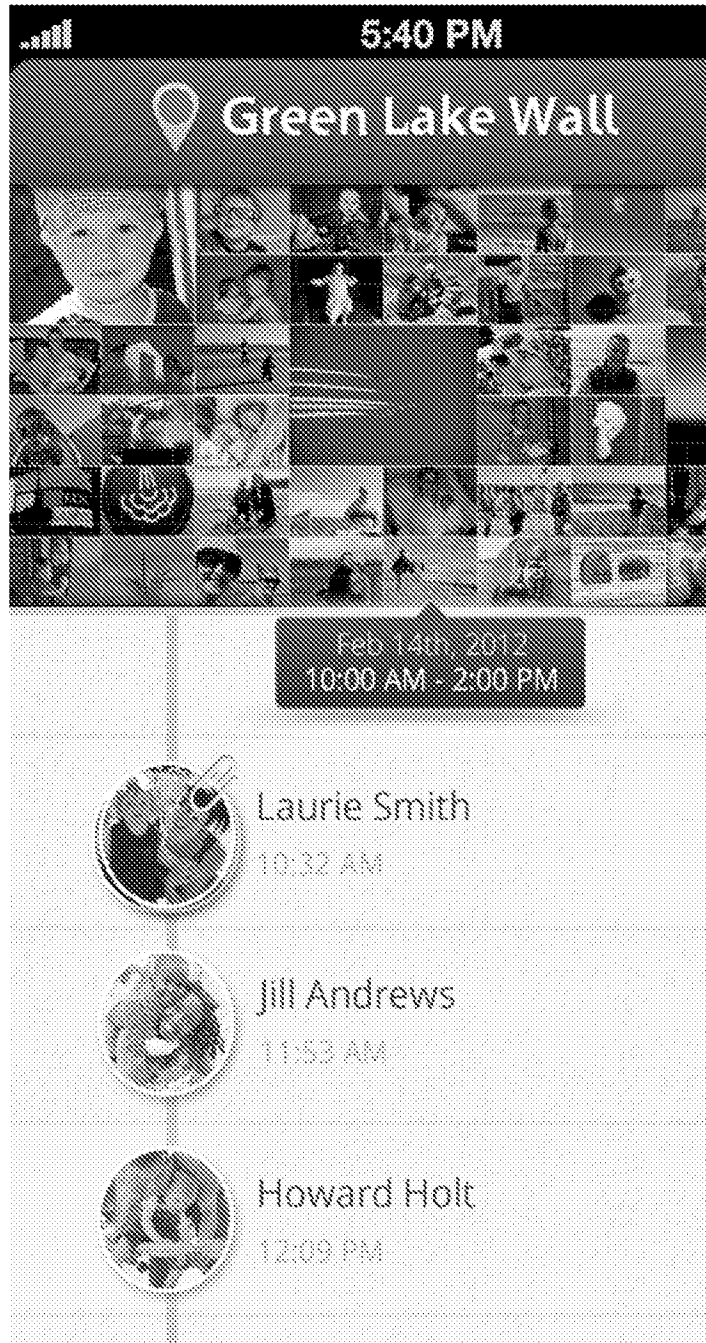 5:40 PM
Green Lake Wall
Feb 14th, 2012
10:00 AM - 2:00 PM
Laurie Smith
10:32 AM
Jill Andrews
11:53 AM
Howard Holt
12:09 PM